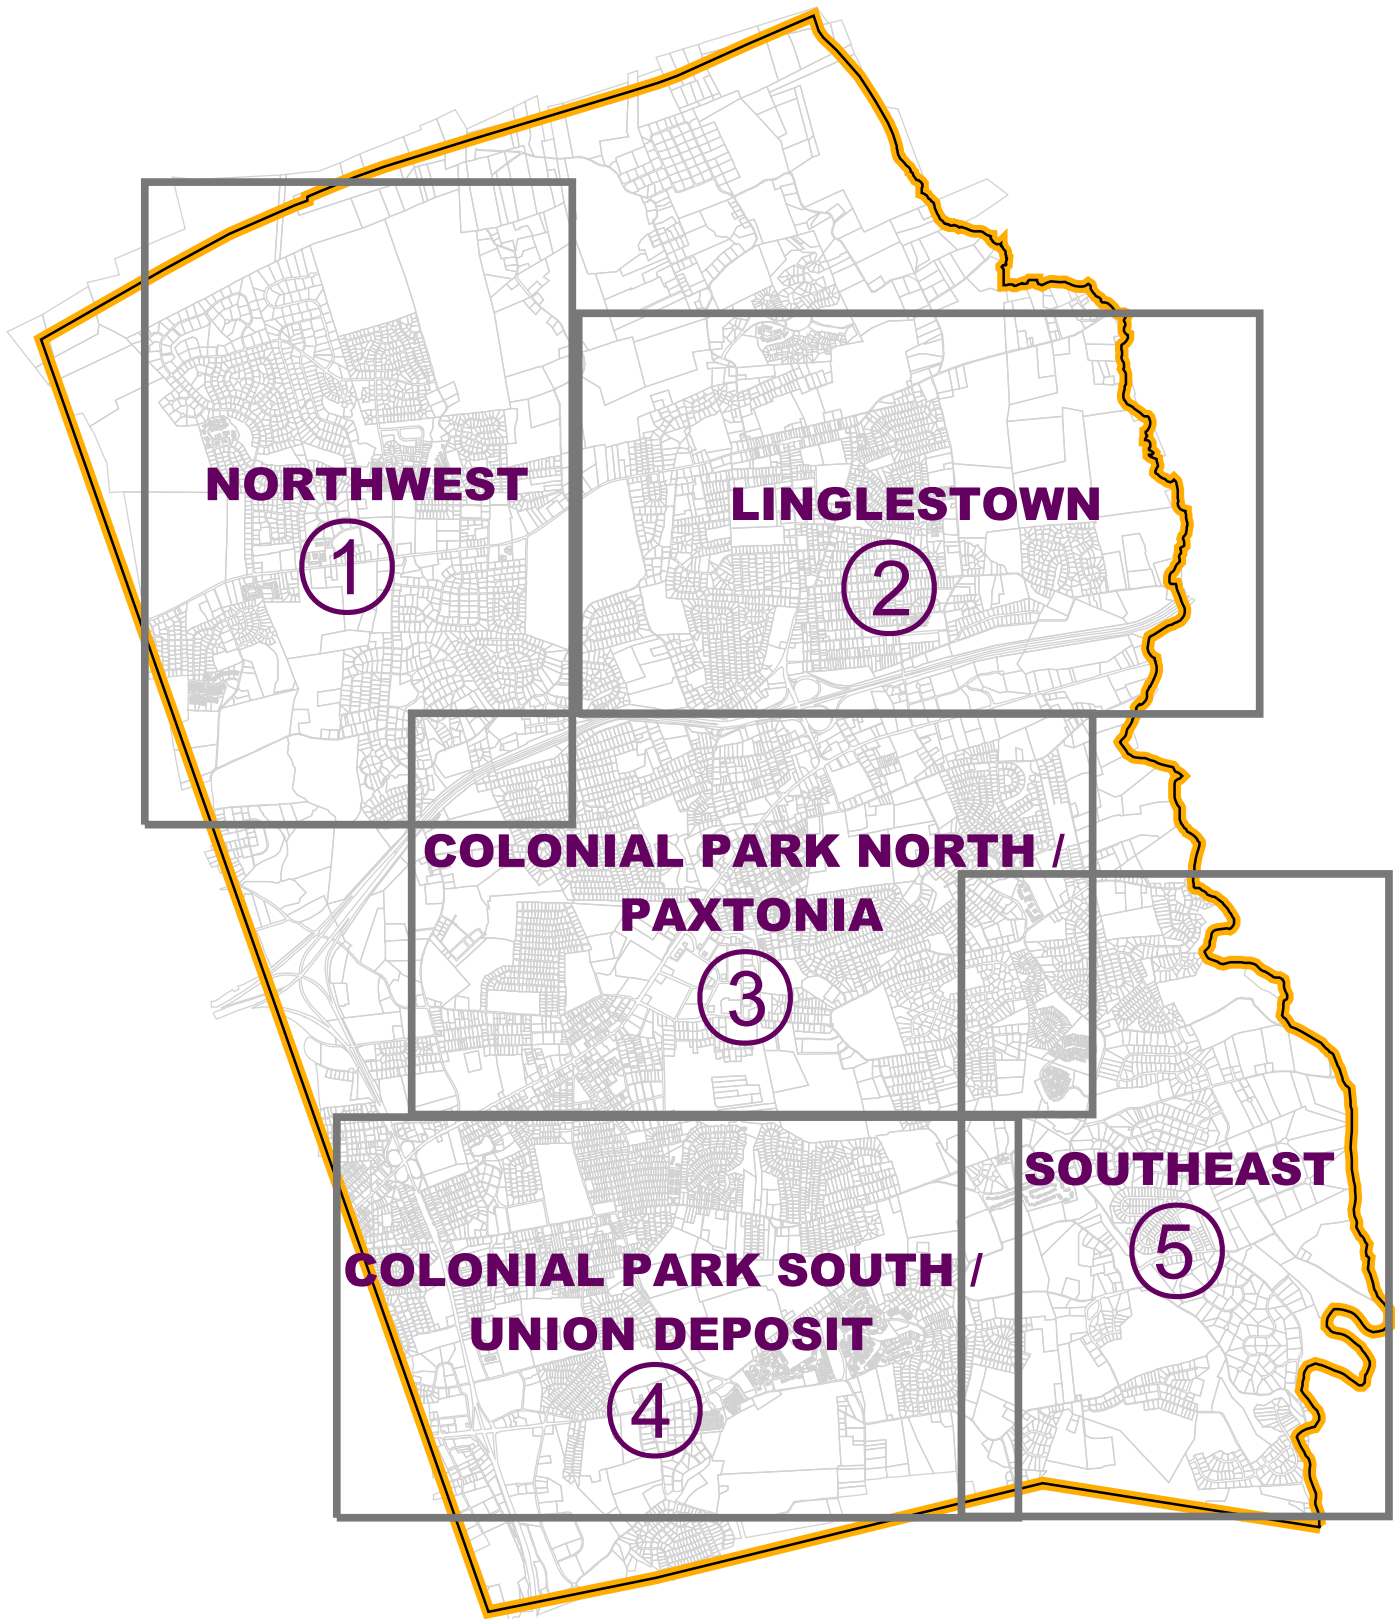 NORTHWEST
1
LINGLESTOWN
2
COLONIAL PARK NORTH /
PAXTONIA
3
SOUTHEAST
5
COLONIAL PARK SOUTH /
UNION DEPOSIT
4